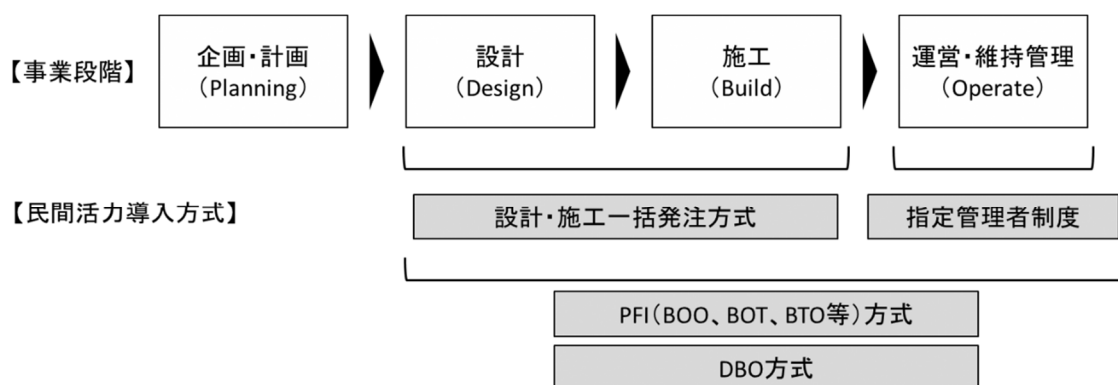 【事業段階】
企画・計画
（Planning）
設計
（Design）
施工
（Build）
運営・維持管理
（Operate）
【民間活力導入方式】
設計・施工一括発注方式
指定管理者制度
PFI（BOO、BOT、BTO等）方式
DBO方式